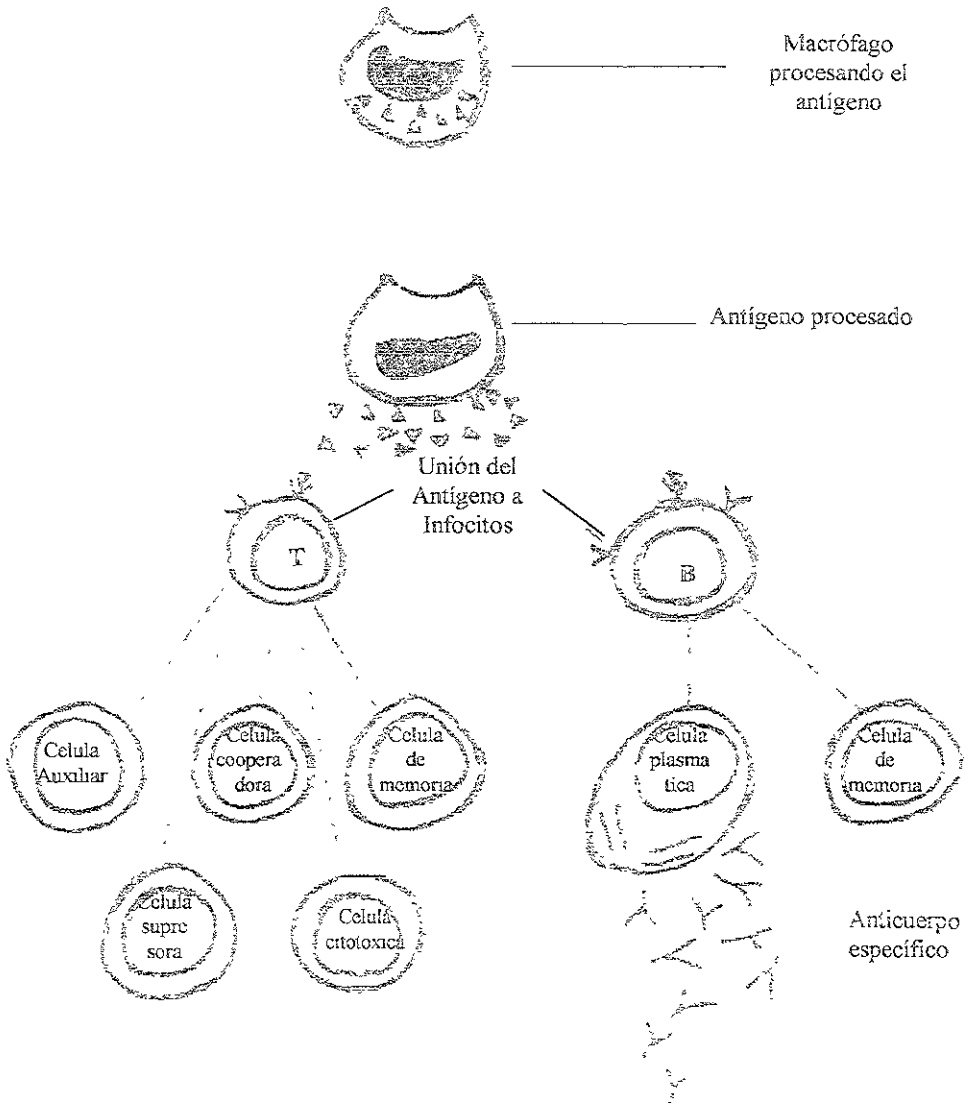 Macrófago
procesando el
antígeno
Antígeno procesado
Unión del
Antígeno a
Infocitos
T
B
Celula
Auxiliar
Celula
coopera
dora
Celula
de
memoria
Celula
plasma
tica
Celula
de
memoria
Celula
supre
sora
Celula
citotoxica
Anticuerpo
específico